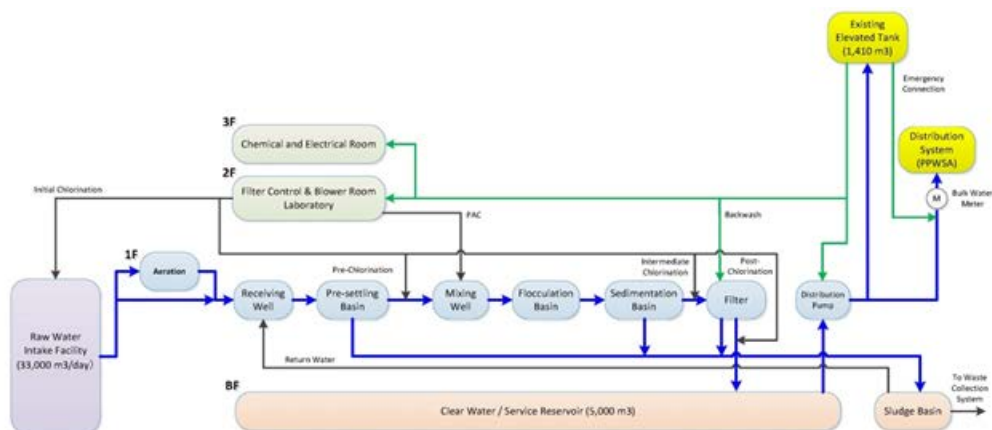 Existing
Elevated Tank
(1,410 m3)
Emergency
Connection
3F
Chemical and Electrical Room
Distribution
System
(PPWSA)
2F
Initial Chlorination
Filter Control & Blower Room
Laboratory
M
Bulk Water
Meter
PAC
Backwash
1F
Aeration
Pre-Chlorination
Intermediate
Chlorination
Post-
Chlorination
Receiving
Well
Pre-settling
Basin
Mixing
Well
Flocculation
Basin
Sedimentation
Basin
Filter
Distribution
Pump
Raw Water
Intake Facility
(33,000 m3/day)
Return Water
To Waste
Collection
System
BF
Clear Water / Service Reservoir (5,000 m3)
Sludge Basin